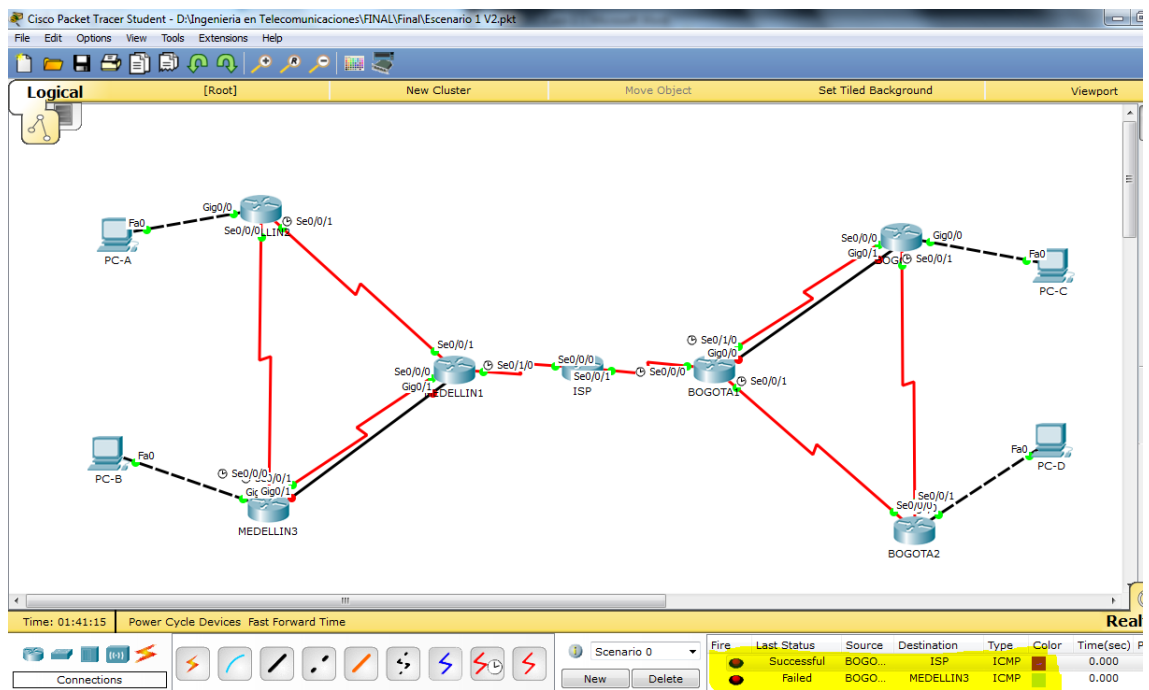 Cisco Packet Tracer Student - D:\Ingenieria en Telecomunicaciones\FINAL\Final\Escenario 1 V2.pkt
File Edit Options View Tools Extensions Help
Logical [Root] New Cluster Move Object Set Tiled Background Viewport
Gig0/0
Se0/0/1
Fa0
Se0/0/0
PC-A
Se0/0/0
Gig0/0
Gig0/1
Se0/0/1
Fa0
PC-C
Se0/0/1
Se0/1/0
Gig0/0
Se0/0/0
Se0/1/0
Se0/0/0
Se0/0/1
Se0/0/0
Se0/0/1
Gig0/1
MEDELLIN1
ISP
BOGOTA1
Fa0
PC-B
Se0/0/0
Gig0/1
MEDELLIN3
Fa0
PC-D
Se0/0/1
Se0/0/0
BOGOTA2
Time: 01:41:15 Power Cycle Devices Fast Forward Time
Connections
Scenario 0
New Delete
Fire Last Status Source Destination Type Color Time(sec) P
Successful BOGO... ISP ICMP 0.000
Failed BOGO... MEDELLIN3 ICMP 0.000